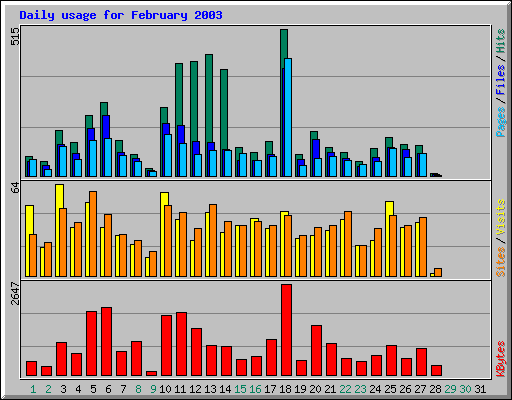 Daily usage for February 2003
515
Pages / Files / Hits
64
Sites / Visits
2647
KBytes
1 2 3 4 5 6 7 8 9 10 11 12 13 14 15 16 17 18 19 20 21 22 23 24 25 26 27 28 29 30 31